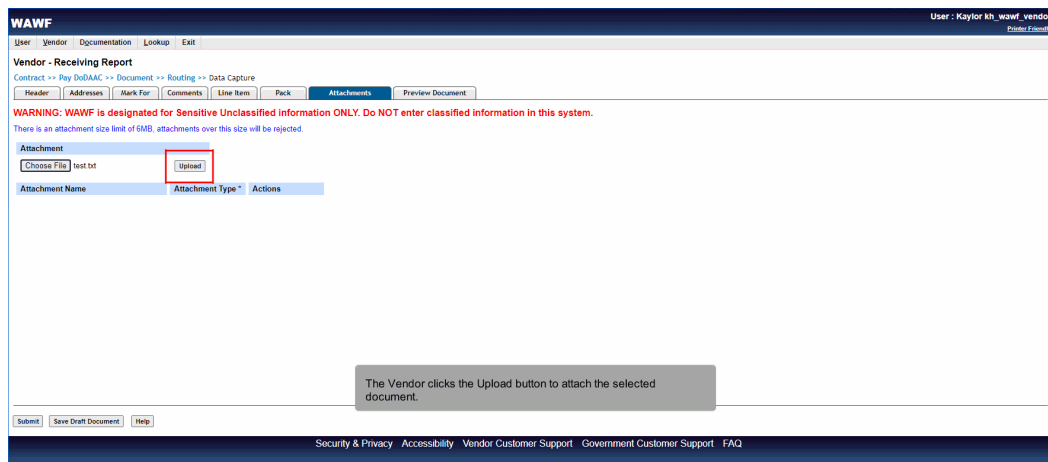 WAWF
User : Kaylor kh_wawf_vendo
Printer Friendl
User Vendor Documentation Lookup Exit
Vendor - Receiving Report
Contract >> Pay DoDAAC >> Document >> Routing >> Data Capture
Header Addresses Mark For Comments Line Item Pack Attachments Preview Document
WARNING: WAWF is designated for Sensitive Unclassified information ONLY. Do NOT enter classified information in this system.
There is an attachment size limit of 6MB, attachments over this size will be rejected.
Attachment
Choose File test.txt Upload
Attachment Name Attachment Type * Actions
The Vendor clicks the Upload button to attach the selected
document.
Submit Save Draft Document Help
Security & Privacy Accessibility Vendor Customer Support Government Customer Support FAQ